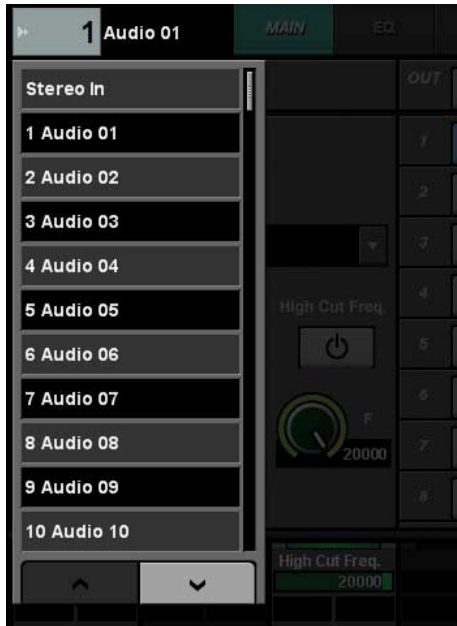 1 Audio 01
MAIN
EQ
OUT
Stereo In
1 Audio 01
2 Audio 02
3 Audio 03
4 Audio 04
5 Audio 05
6 Audio 06
7 Audio 07
8 Audio 08
9 Audio 09
10 Audio 10
1
2
3
4
5
6
7
8
High Cut Freq.
F
20000
High Cut Freq.
20000